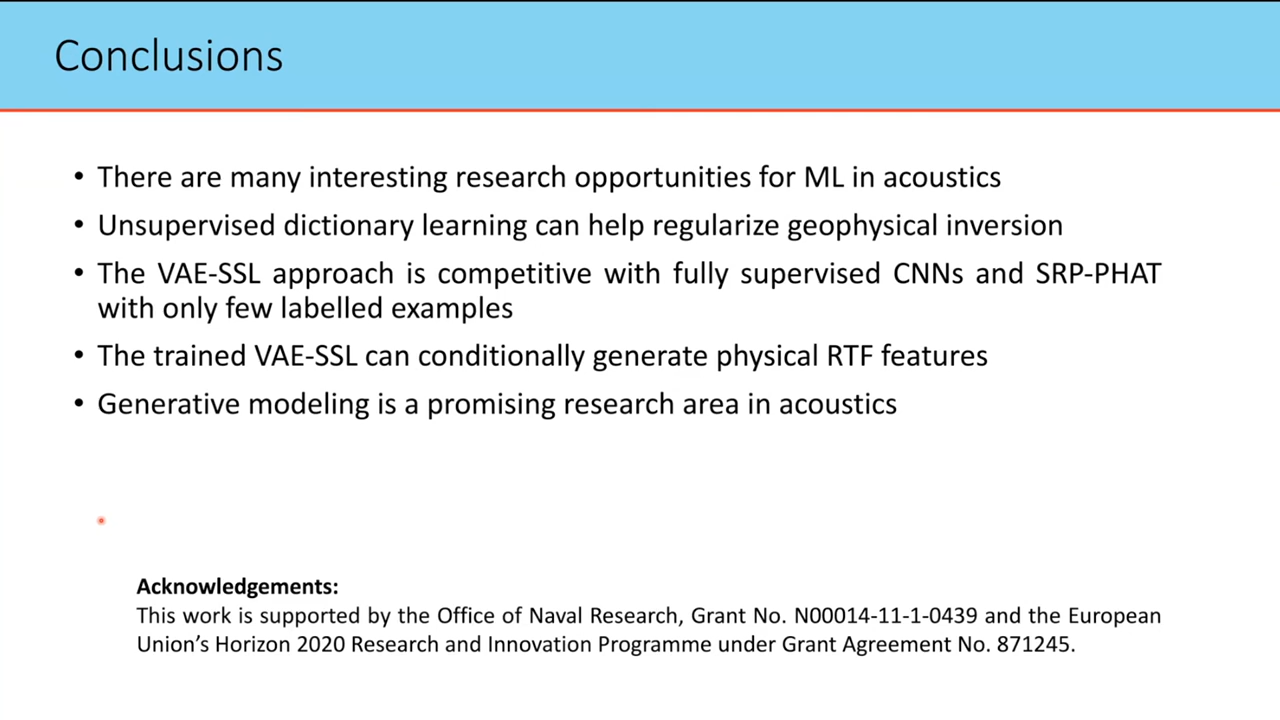 Conclusions
• There are many interesting research opportunities for ML in acoustics
• Unsupervised dictionary learning can help regularize geophysical inversion
• The VAE-SSL approach is competitive with fully supervised CNNs and SRP-PHAT
with only few labelled examples
• The trained VAE-SSL can conditionally generate physical RTF features
• Generative modeling is a promising research area in acoustics
Acknowledgements:
This work is supported by the Office of Naval Research, Grant No. N00014-11-1-0439 and the European
Union’s Horizon 2020 Research and Innovation Programme under Grant Agreement No. 871245.